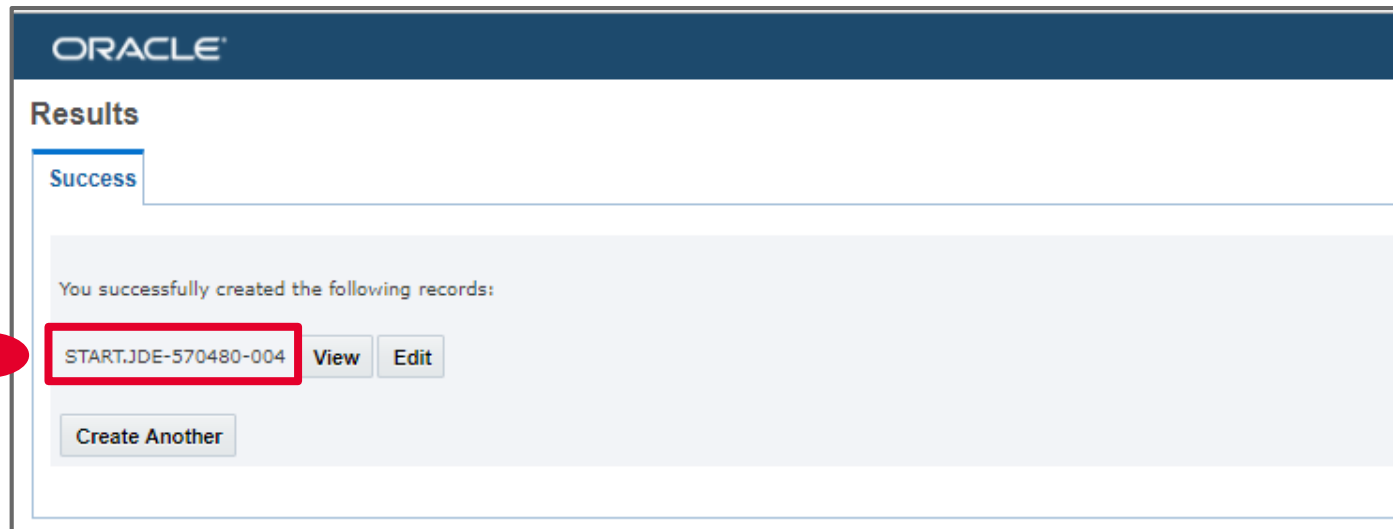 ORACLE
Results
Success
You successfully created the following records:
START.JDE-570480-004 View Edit
Create Another